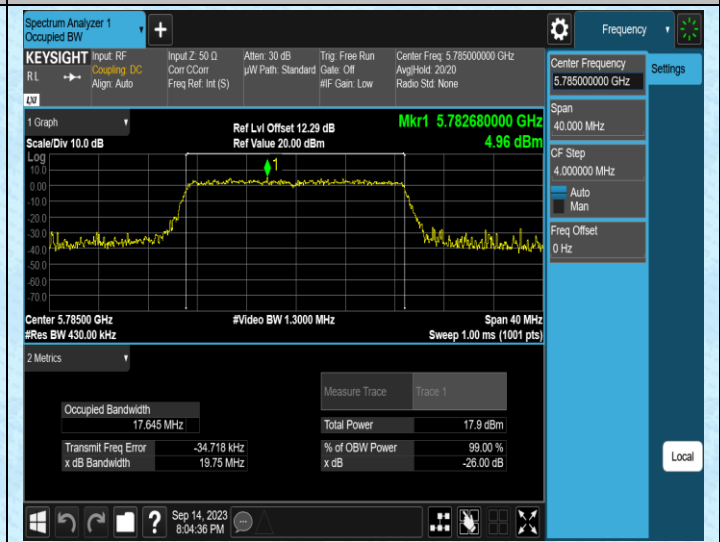 Spectrum Analyzer 1
Occupied BW
Frequency
KEYSIGHT
RL
LXI
Input: RF
Coupling: DC
Align: Auto
Input Z: 50 Ω
Corr CCorr
Freq Ref: Int (S)
Atten: 30 dB
µW Path: Standard
Trig: Free Run
Gate: Off
#IF Gain: Low
Center Freq: 5.785000000 GHz
Avg|Hold: 20/20
Radio Std: None
Center Frequency
5.785000000 GHz
Settings
Span
40.000 MHz
CF Step
4.000000 MHz
Auto
Man
Freq Offset
0 Hz
Local
1 Graph
Scale/Div 10.0 dB
Ref Lvl Offset 12.29 dB
Ref Value 20.00 dBm
Mkr1 5.782680000 GHz
4.96 dBm
Log
10.0
0.00
-10.0
-20.0
-30.0
-40.0
-50.0
-60.0
-70.0
1
Center 5.78500 GHz
#Res BW 430.00 kHz
#Video BW 1.3000 MHz
Span 40 MHz
Sweep 1.00 ms (1001 pts)
2 Metrics
Measure Trace Trace 1
Occupied Bandwidth
17.645 MHz
Total Power 17.9 dBm
Transmit Freq Error -34.718 kHz
% of OBW Power 99.00 %
x dB Bandwidth 19.75 MHz
x dB -26.00 dB
?
Sep 14, 2023
8:04:36 PM